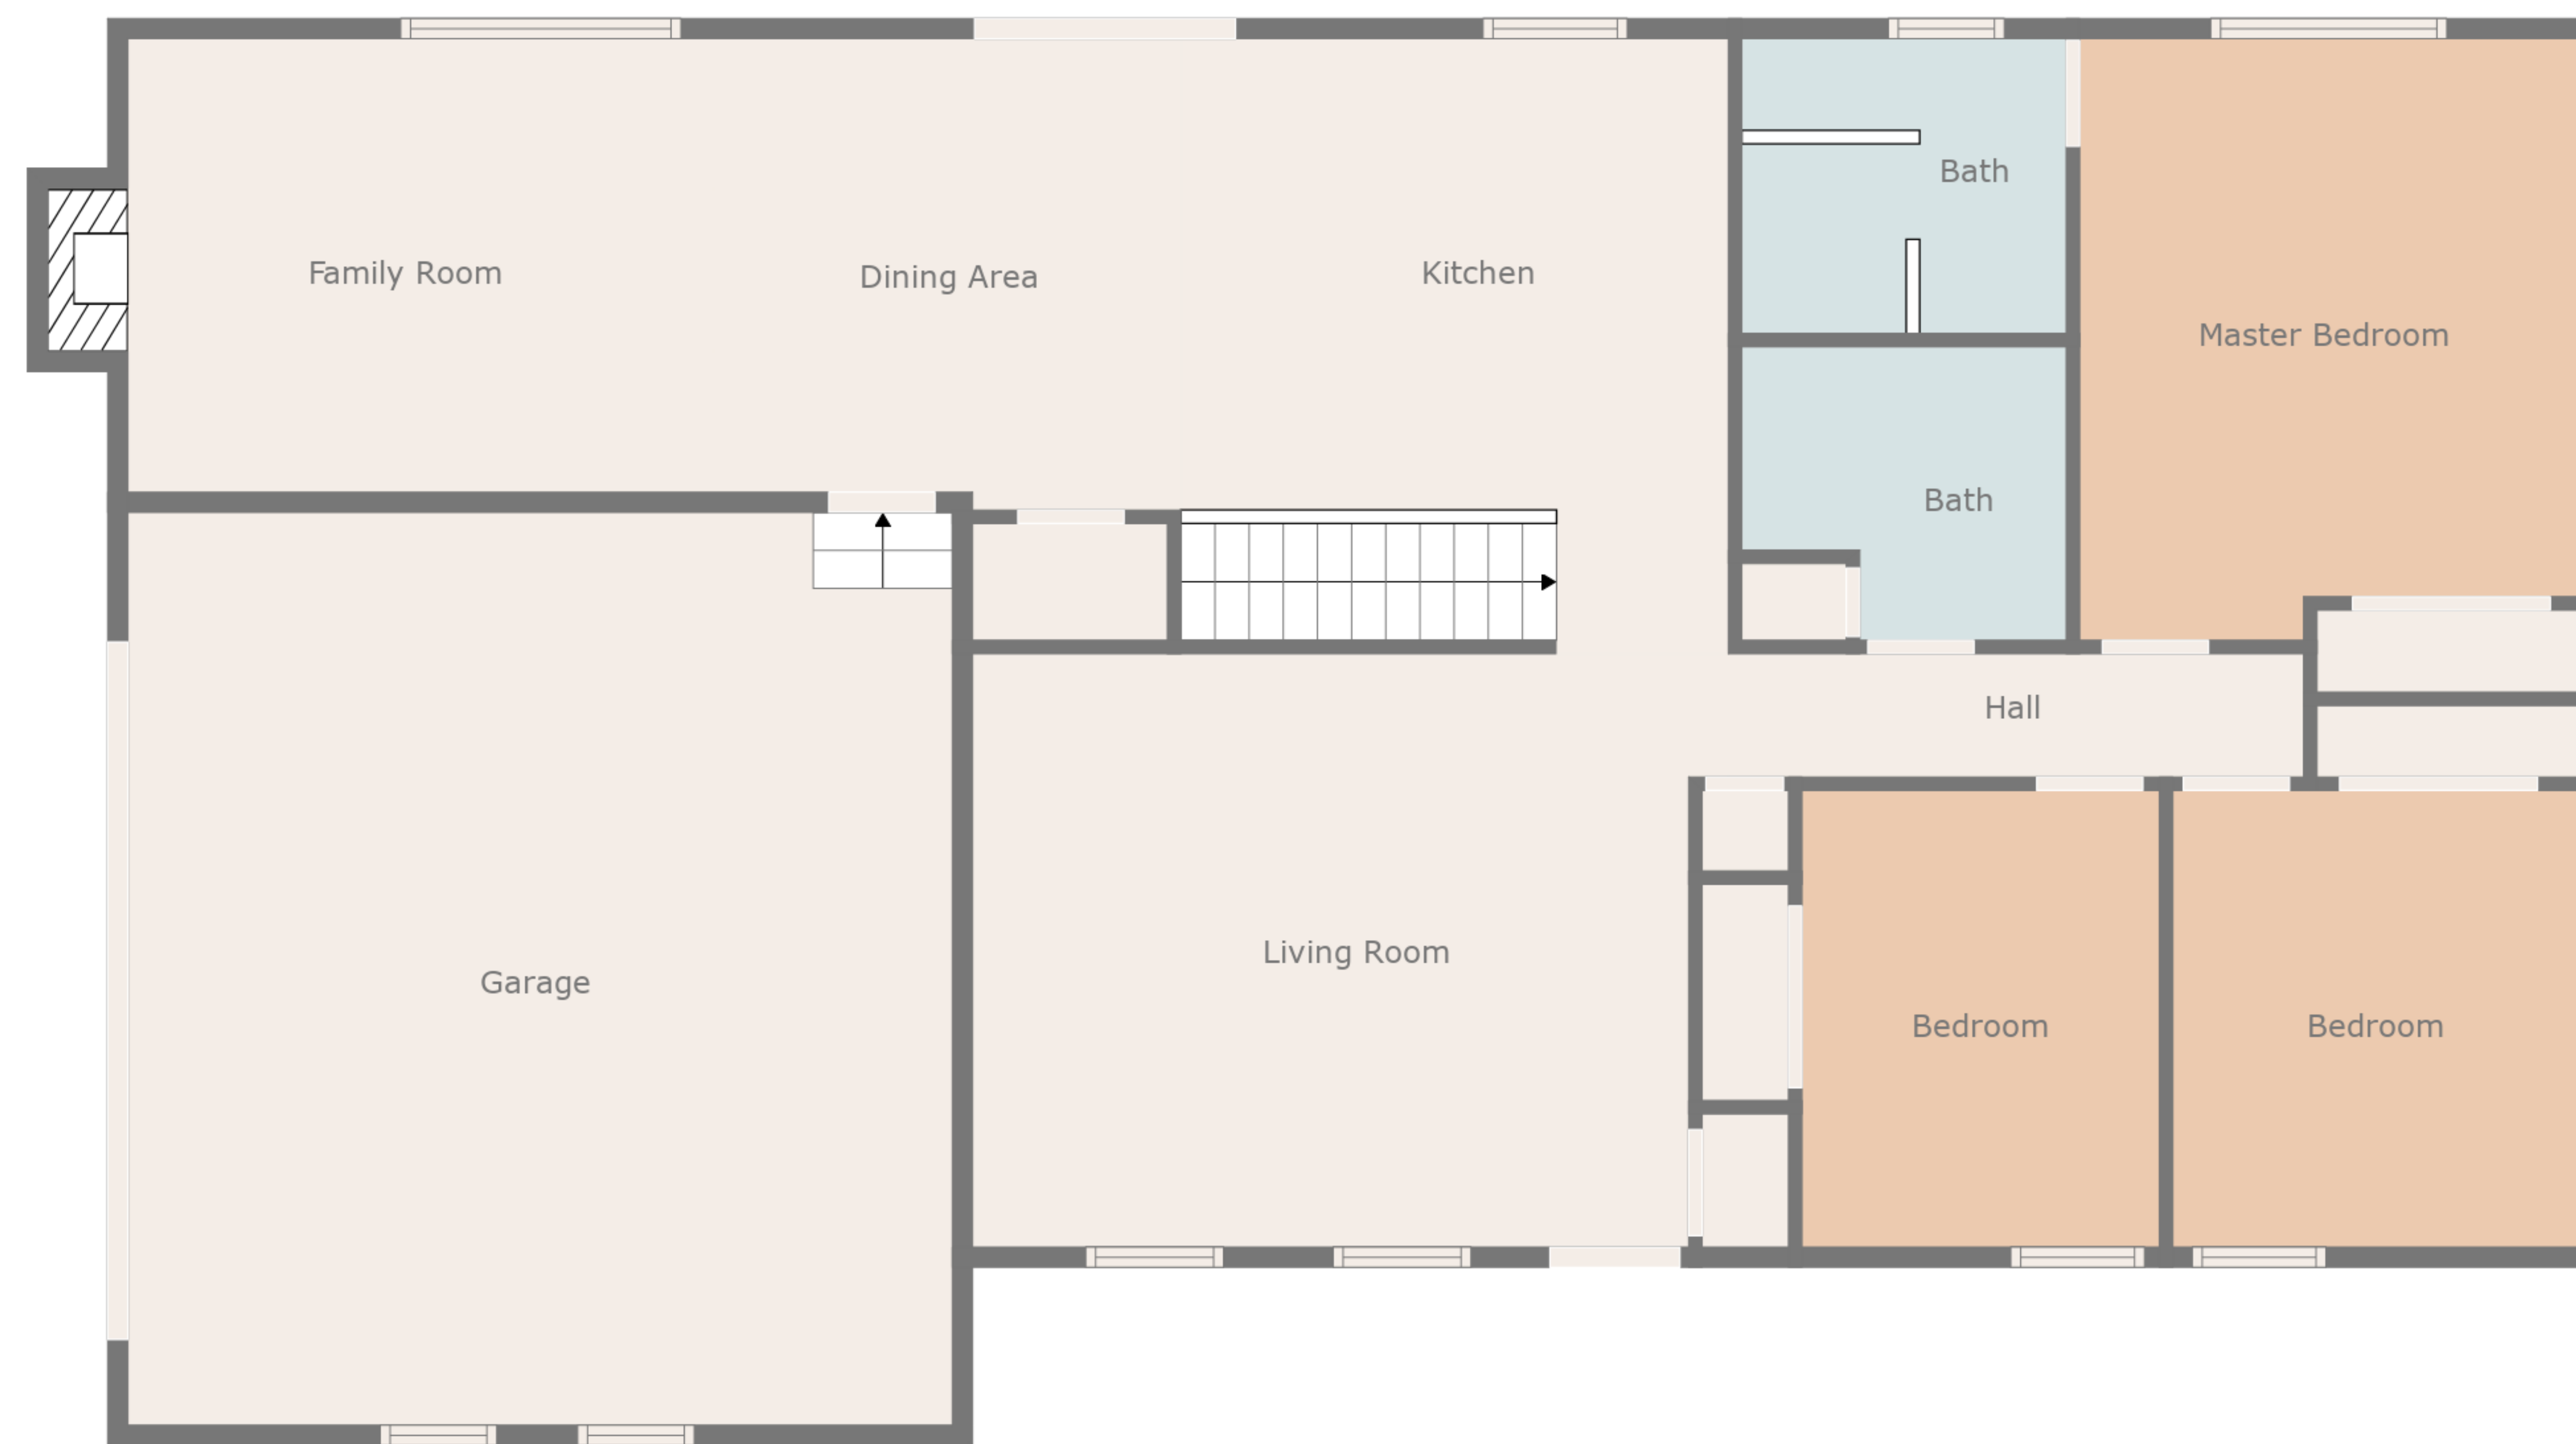 Bath
Family Room
Dining Area
Kitchen
Master Bedroom
Bath
Hall
Living Room
Garage
Bedroom
Bedroom